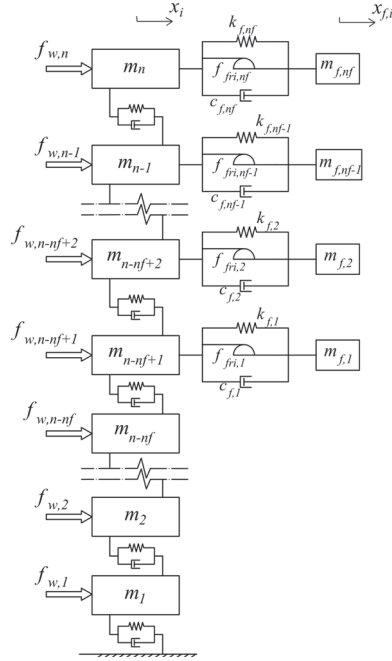 x_i x_{f,i}
k_{f,nf}
f_{w,n} m_n f_{fri,nf} m_{f,nf}
c_{f,nf}
k_{f,nf-1}
f_{w,n-1} m_{n-1} f_{fri,nf-1} m_{f,nf-1}
c_{f,nf-1}
k_{f,2}
f_{w,n-nf+2} m_{n-nf+2} f_{fri,2} m_{f,2}
c_{f,2}
k_{f,1}
f_{w,n-nf+1} m_{n-nf+1} f_{fri,1} m_{f,1}
c_{f,1}
f_{w,n-nf} m_{n-nf}
f_{w,2} m_2
f_{w,1} m_1